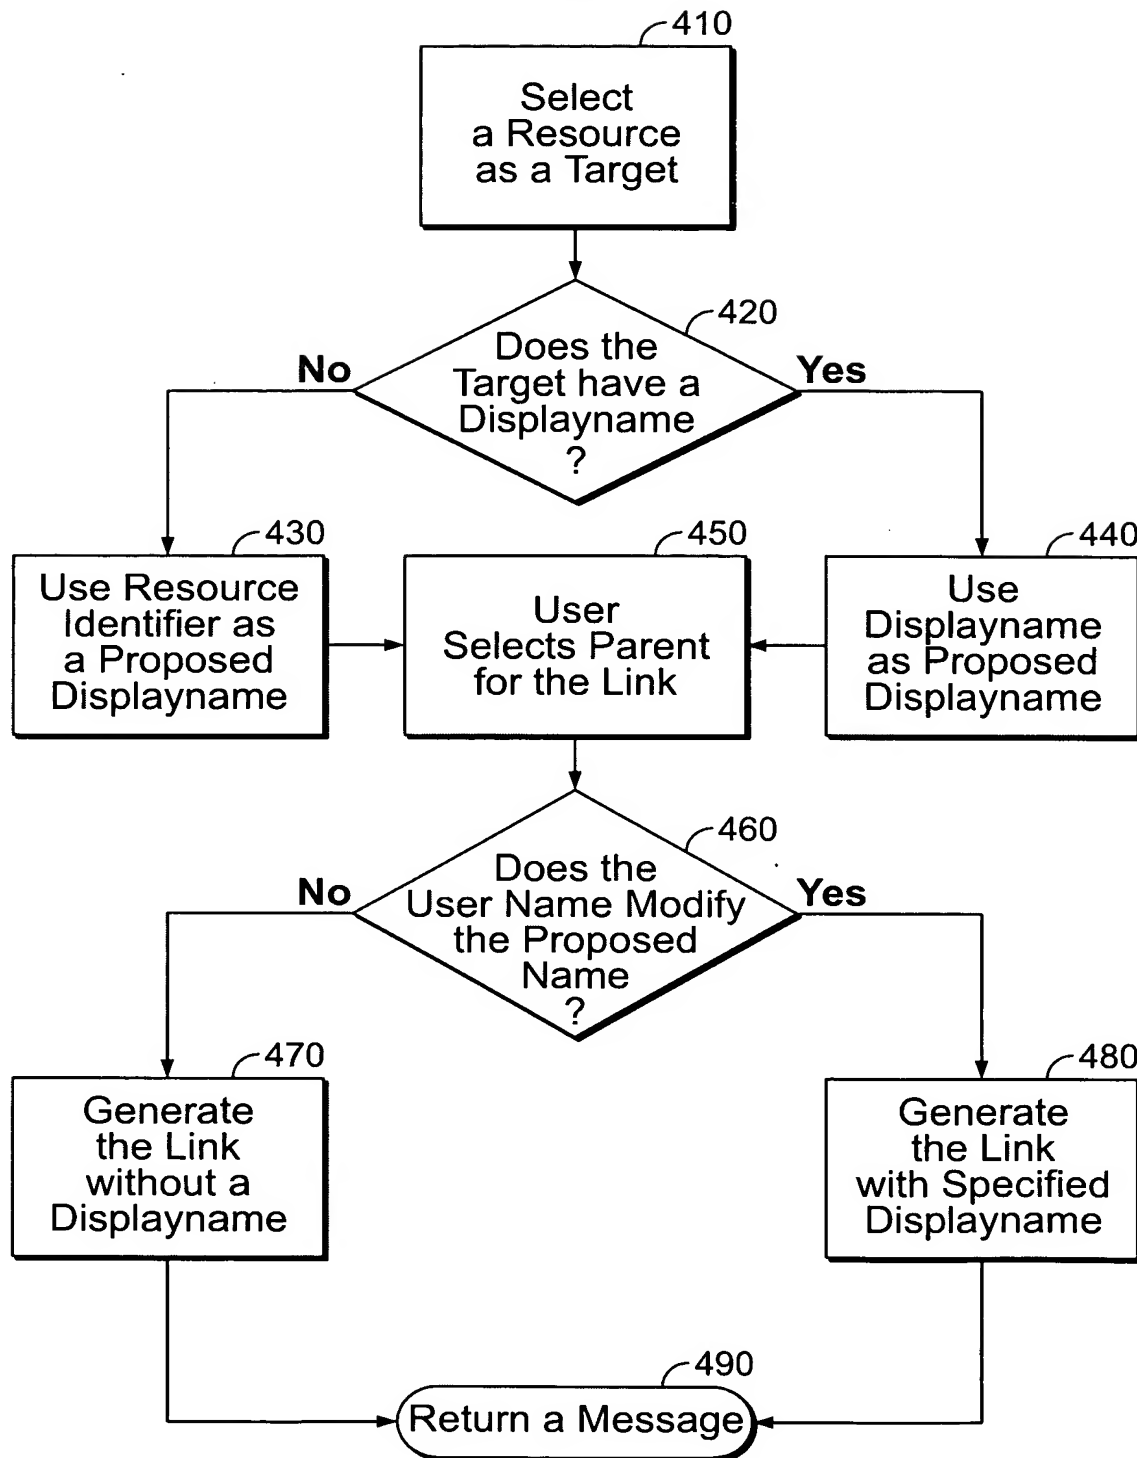 410
Select
a Resource
as a Target
420
Does the
Target have a
Displayname
?
No
Yes
430
Use Resource
Identifier as
a Proposed
Displayname
450
User
Selects Parent
for the Link
440
Use
Displayname
as Proposed
Displayname
460
Does the
User Name Modify
the Proposed
Name
?
No
Yes
470
Generate
the Link
without a
Displayname
480
Generate
the Link
with Specified
Displayname
490
Return a Message